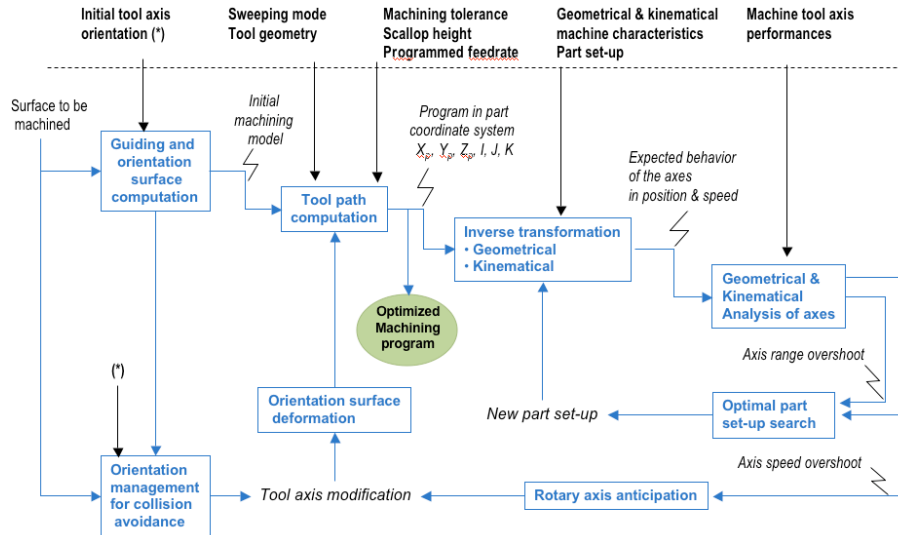 Initial tool axis
orientation (*)
Sweeping mode
Tool geometry
Machining tolerance
Scallop height
Programmed feedrate
Geometrical & kinematical
machine characteristics
Part set-up
Machine tool axis
performances
Surface to be
machined
Initial
machining
model
Program in part
coordinate system
Xₚ, Yₚ, Zₚ, I, J, K
Expected behavior
of the axes
in position & speed
Guiding and
orientation
surface
computation
Tool path
computation
Inverse transformation
• Geometrical
• Kinematical
Geometrical &
Kinematical
Analysis of axes
Optimized
Machining
program
Axis range overshoot
(*)
Orientation surface
deformation
New part set-up
Optimal part
set-up search
Axis speed overshoot
Orientation
management
for collision
avoidance
Tool axis modification
Rotary axis anticipation